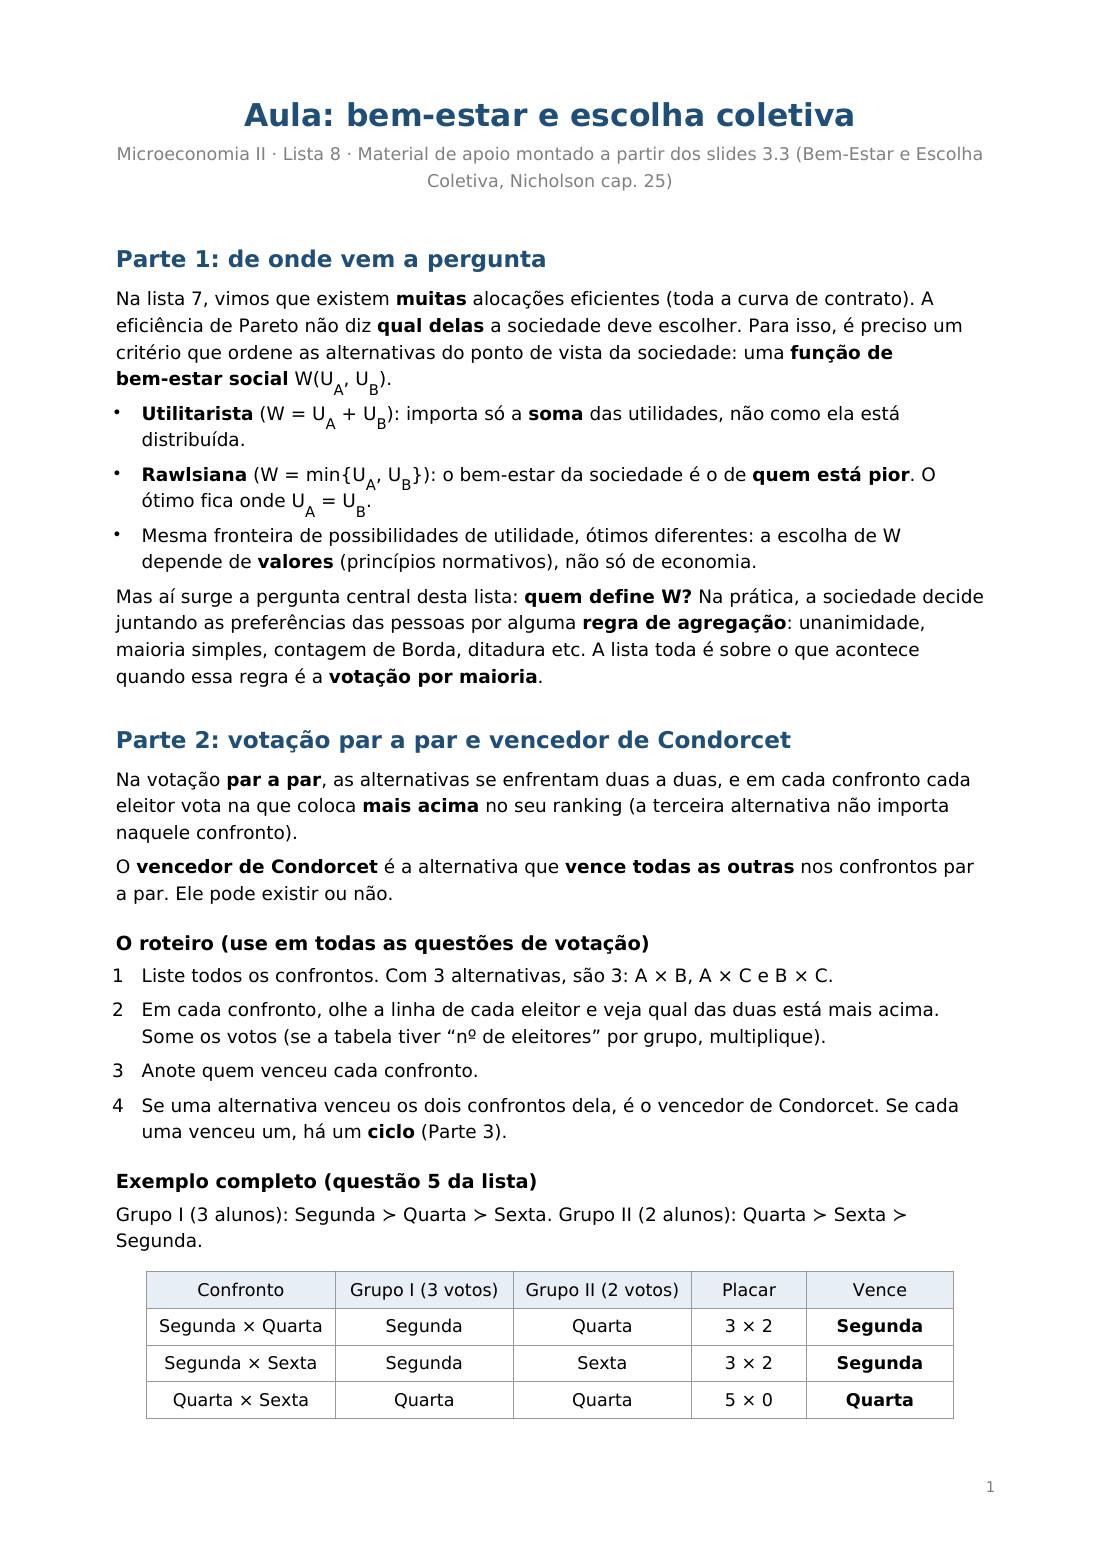 Aula: bem-estar e escolha coletiva
Microeconomia II · Lista 8 · Material de apoio montado a partir dos slides 3.3 (Bem-Estar e Escolha
Coletiva, Nicholson cap. 25)
Parte 1: de onde vem a pergunta
Na lista 7, vimos que existem muitas alocações eficientes (toda a curva de contrato). A
eficiência de Pareto não diz qual delas a sociedade deve escolher. Para isso, é preciso um
critério que ordene as alternativas do ponto de vista da sociedade: uma função de
bem-estar social W(U_A, U_B).
• Utilitarista (W = U_A + U_B): importa só a soma das utilidades, não como ela está
distribuída.
• Rawlsiana (W = min{U_A, U_B}): o bem-estar da sociedade é o de quem está pior. O
ótimo fica onde U_A = U_B.
• Mesma fronteira de possibilidades de utilidade, ótimos diferentes: a escolha de W
depende de valores (princípios normativos), não só de economia.
Mas aí surge a pergunta central desta lista: quem define W? Na prática, a sociedade decide
juntando as preferências das pessoas por alguma regra de agregação: unanimidade,
maioria simples, contagem de Borda, ditadura etc. A lista toda é sobre o que acontece
quando essa regra é a votação por maioria.
Parte 2: votação par a par e vencedor de Condorcet
Na votação par a par, as alternativas se enfrentam duas a duas, e em cada confronto cada
eleitor vota na que coloca mais acima no seu ranking (a terceira alternativa não importa
naquele confronto).
O vencedor de Condorcet é a alternativa que vence todas as outras nos confrontos par
a par. Ele pode existir ou não.
O roteiro (use em todas as questões de votação)
1 Liste todos os confrontos. Com 3 alternativas, são 3: A × B, A × C e B × C.
2 Em cada confronto, olhe a linha de cada eleitor e veja qual das duas está mais acima.
Some os votos (se a tabela tiver “nº de eleitores” por grupo, multiplique).
3 Anote quem venceu cada confronto.
4 Se uma alternativa venceu os dois confrontos dela, é o vencedor de Condorcet. Se cada
uma venceu um, há um ciclo (Parte 3).
Exemplo completo (questão 5 da lista)
Grupo I (3 alunos): Segunda ≻ Quarta ≻ Sexta. Grupo II (2 alunos): Quarta ≻ Sexta ≻
Segunda.
Confronto Grupo I (3 votos) Grupo II (2 votos) Placar Vence
Segunda × Quarta Segunda Quarta 3 × 2 Segunda
Segunda × Sexta Segunda Sexta 3 × 2 Segunda
Quarta × Sexta Quarta Quarta 5 × 0 Quarta
1